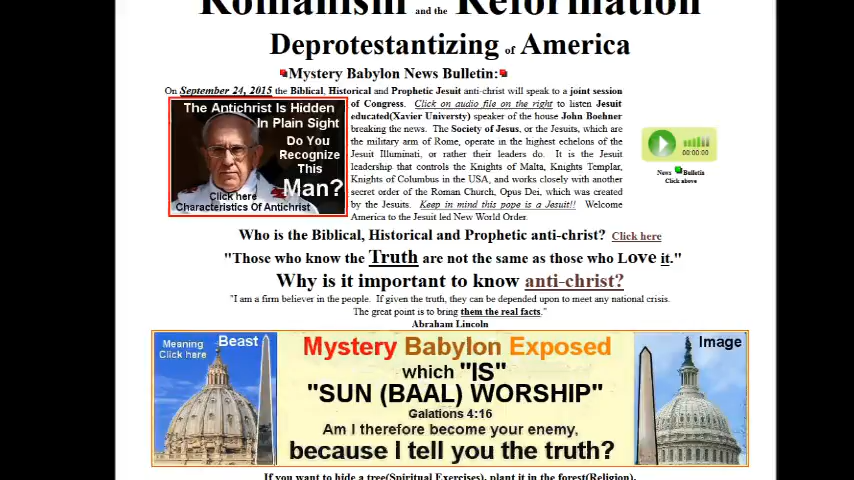 Romanism and the Reformation
Deprotestantizing of America
Mystery Babylon News Bulletin:
On September 24, 2015 the Biblical, Historical and Prophetic Jesuit anti-christ will speak to a joint session
of Congress. Click on audio file on the right to listen Jesuit
educated(Xavier Universty) speaker of the house John Boehner
breaking the news. The Society of Jesus, or the Jesuits, which are
the military arm of Rome, operate in the highest echelons of the
Jesuit Illuminati, or rather their leaders do. It is the Jesuit
leadership that controls the Knights of Malta, Knights Templar,
Knights of Columbus in the USA, and works closely with another
secret order of the Roman Church, Opus Dei, which was created
by the Jesuits. Keep in mind this pope is a Jesuit!! Welcome
America to the Jesuit led New World Order.
The Antichrist Is Hidden
In Plain Sight
Do You
Recognize
This
Man?
Click here
Characteristics Of Antichrist
00:00:00
News Bulletin
Click above
Who is the Biblical, Historical and Prophetic anti-christ? Click here
"Those who know the Truth are not the same as those who Love it."
Why is it important to know anti-christ?
"I am a firm believer in the people. If given the truth, they can be depended upon to meet any national crisis.
The great point is to bring them the real facts."
Abraham Lincoln
Meaning
Click here
Beast
Mystery Babylon Exposed
which "IS"
"SUN (BAAL) WORSHIP"
Galations 4:16
Am I therefore become your enemy,
because I tell you the truth?
Image
If you want to hide a tree(Spiritual Exercises), plant it in the forest(Religion).